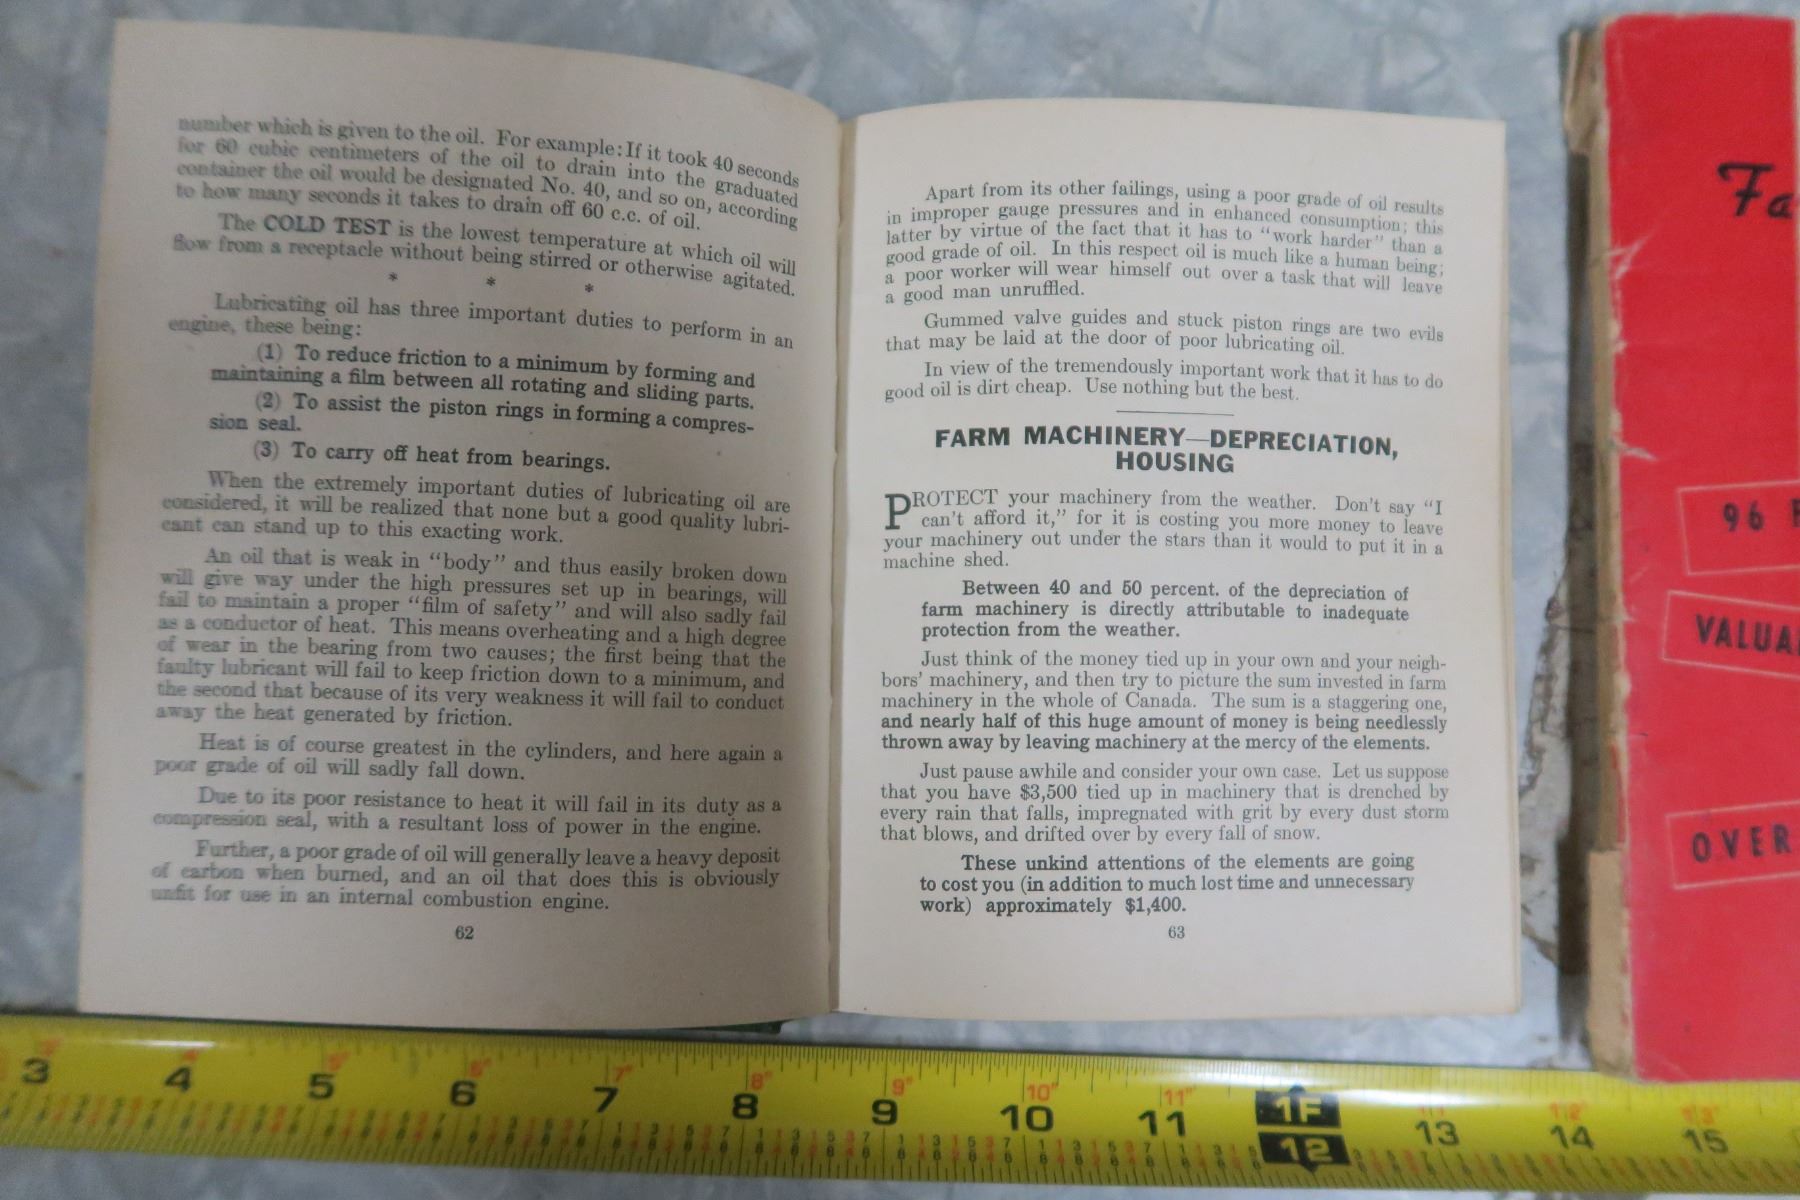 number which is given to the oil. For example: If it took 40 seconds
for 60 cubic centimeters of the oil to drain into the graduated
container the oil would be designated No. 40, and so on, according
to how many seconds it takes to drain off 60 c.c. of oil.
The COLD TEST is the lowest temperature at which oil will
flow from a receptacle without being stirred or otherwise agitated.
* * *
Lubricating oil has three important duties to perform in an
engine, these being:
(1) To reduce friction to a minimum by forming and
maintaining a film between all rotating and sliding parts.
(2) To assist the piston rings in forming a compres-
sion seal.
(3) To carry off heat from bearings.
When the extremely important duties of lubricating oil are
considered, it will be realized that none but a good quality lubri-
cant can stand up to this exacting work.
An oil that is weak in "body" and thus easily broken down
will give way under the high pressures set up in bearings, will
fail to maintain a proper "film of safety" and will also sadly fail
as a conductor of heat. This means overheating and a high degree
of wear in the bearing from two causes; the first being that the
faulty lubricant will fail to keep friction down to a minimum, and
the second that because of its very weakness it will fail to conduct
away the heat generated by friction.
Heat is of course greatest in the cylinders, and here again a
poor grade of oil will sadly fall down.
Due to its poor resistance to heat it will fail in its duty as a
compression seal, with a resultant loss of power in the engine.
Further, a poor grade of oil will generally leave a heavy deposit
of carbon when burned, and an oil that does this is obviously
unfit for use in an internal combustion engine.
62
Apart from its other failings, using a poor grade of oil results
in improper gauge pressures and in enhanced consumption; this
latter by virtue of the fact that it has to "work harder" than a
good grade of oil. In this respect oil is much like a human being;
a poor worker will wear himself out over a task that will leave
a good man unruffled.
Gummed valve guides and stuck piston rings are two evils
that may be laid at the door of poor lubricating oil.
In view of the tremendously important work that it has to do
good oil is dirt cheap. Use nothing but the best.
FARM MACHINERY—DEPRECIATION,
HOUSING
PROTECT your machinery from the weather. Don't say "I
can't afford it," for it is costing you more money to leave
your machinery out under the stars than it would to put it in a
machine shed.
Between 40 and 50 percent. of the depreciation of
farm machinery is directly attributable to inadequate
protection from the weather.
Just think of the money tied up in your own and your neigh-
bors' machinery, and then try to picture the sum invested in farm
machinery in the whole of Canada. The sum is a staggering one,
and nearly half of this huge amount of money is being needlessly
thrown away by leaving machinery at the mercy of the elements.
Just pause awhile and consider your own case. Let us suppose
that you have $3,500 tied up in machinery that is drenched by
every rain that falls, impregnated with grit by every dust storm
that blows, and drifted over by every fall of snow.
These unkind attentions of the elements are going
to cost you (in addition to much lost time and unnecessary
work) approximately $1,400.
63
Fa
96
VALUA
OVER
3 4 5 6 7 8 9 10 11 1F 12 13 14 15